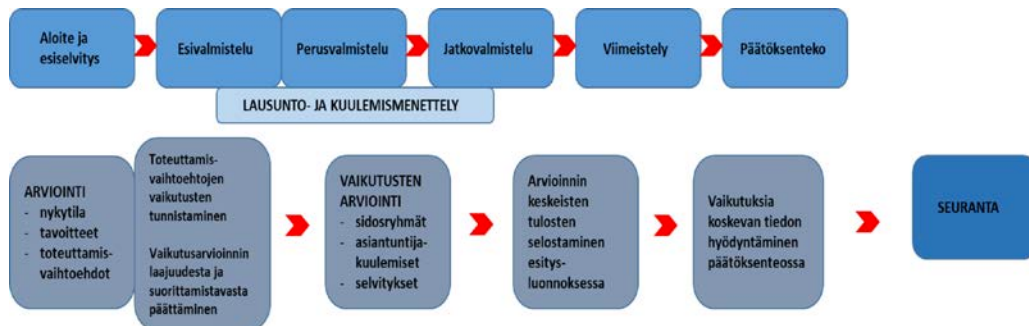 Aloite ja
esiselvitys
Esivalmistelu
Perusvalmistelu
Jatkovalmistelu
Viimeistely
Päätöksenteko
LAUSUNTO- JA KUULEMISMENETTELY
ARVIOINTI
- nykytila
- tavoitteet
- toteuttamis-
vaihtoehdot
Toteuttamis-
vaihtoehtojen
vaikutusten
tunnistaminen
Vaikutusarvioinnin
laajuudesta ja
suorittamistavasta
päättäminen
VAIKUTUSTEN
ARVIOINTI
- sidosryhmät
- asiantuntija-
kuulemiset
- selvitykset
Arvioinnin
keskeisten
tulosten
selostaminen
esitys-
luonnoksessa
Vaikutuksia
koskevan tiedon
hyödyntäminen
päätöksenteossa
SEURANTA